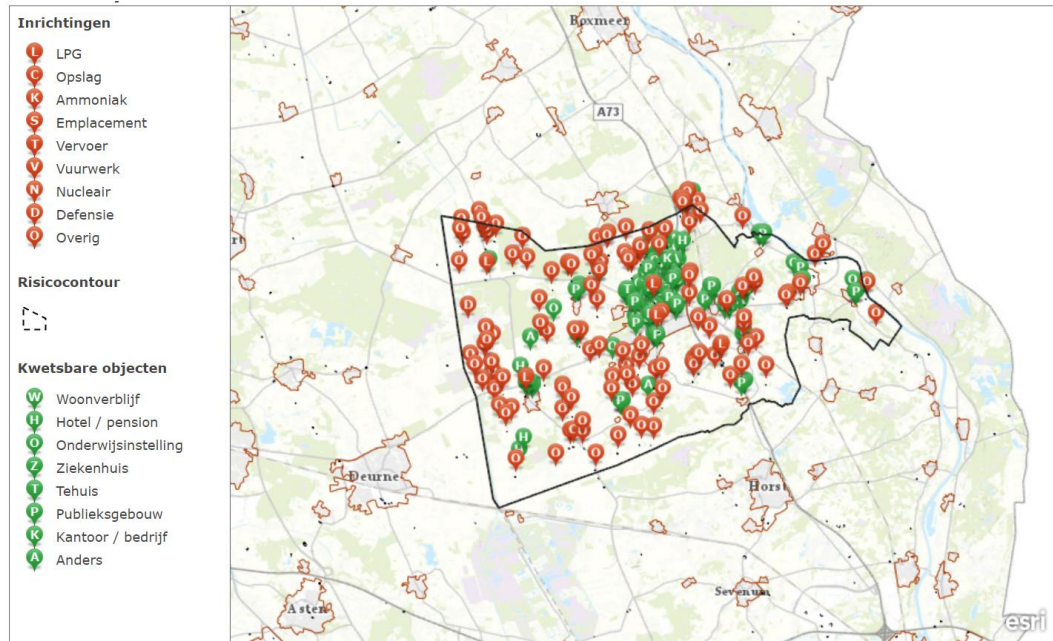 Inrichtingen
L LPG
C Opslag
K Ammoniak
S Emplacement
T Vervoer
V Vuurwerk
N Nucleair
D Defensie
O Overig
Risicocontour
Kwetsbare objecten
W Woonverblijf
H Hotel / pension
O Onderwijsinstelling
Z Ziekenhuis
T Tehuis
P Publieksgebouw
K Kantoor / bedrijf
A Anders
Boxmeer
A73
Deurne
Horst
Sevenum
Asten
esri